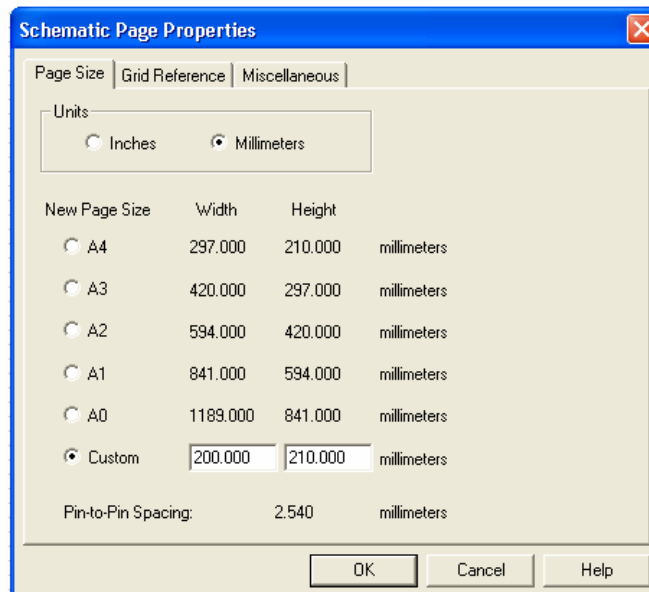 Schematic Page Properties
Page Size Grid Reference Miscellaneous
Units
Inches Millimeters
New Page Size Width Height
A4 297.000 210.000 millimeters
A3 420.000 297.000 millimeters
A2 594.000 420.000 millimeters
A1 841.000 594.000 millimeters
A0 1189.000 841.000 millimeters
Custom 200.000 210.000 millimeters
Pin-to-Pin Spacing: 2.540 millimeters
OK Cancel Help